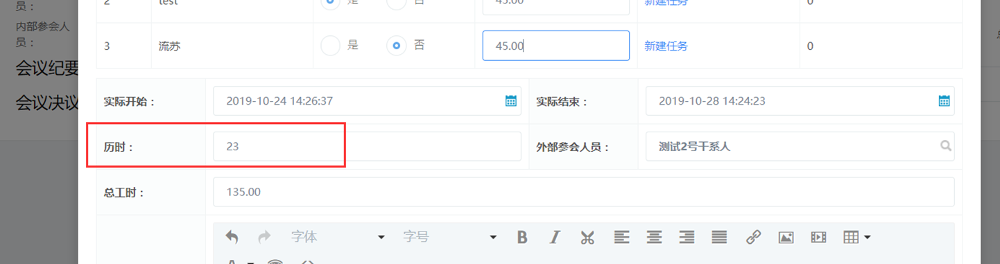 员：
内部参会人
员：
会议纪要
会议决议
2 test 是 否 45.00 新建任务 0
3 流苏 是 否 45.00 新建任务 0
实际开始： 2019-10-24 14:26:37 实际结束： 2019-10-28 14:24:23
历时： 23 外部参会人员： 测试2号干系人
总工时： 135.00
字体 字号 B I